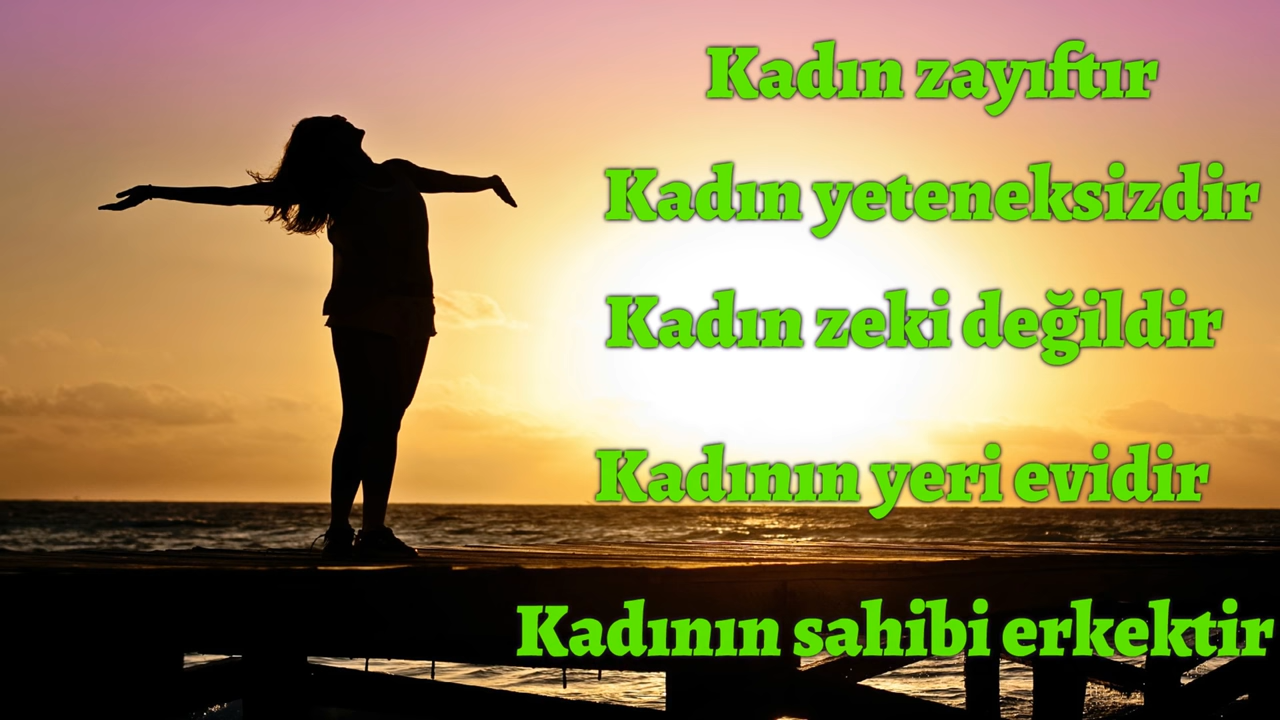 Kadın zayıftır
Kadın yeteneksizdir
Kadın zeki değildir
Kadının yeri evidir
Kadının sahibi erkektir